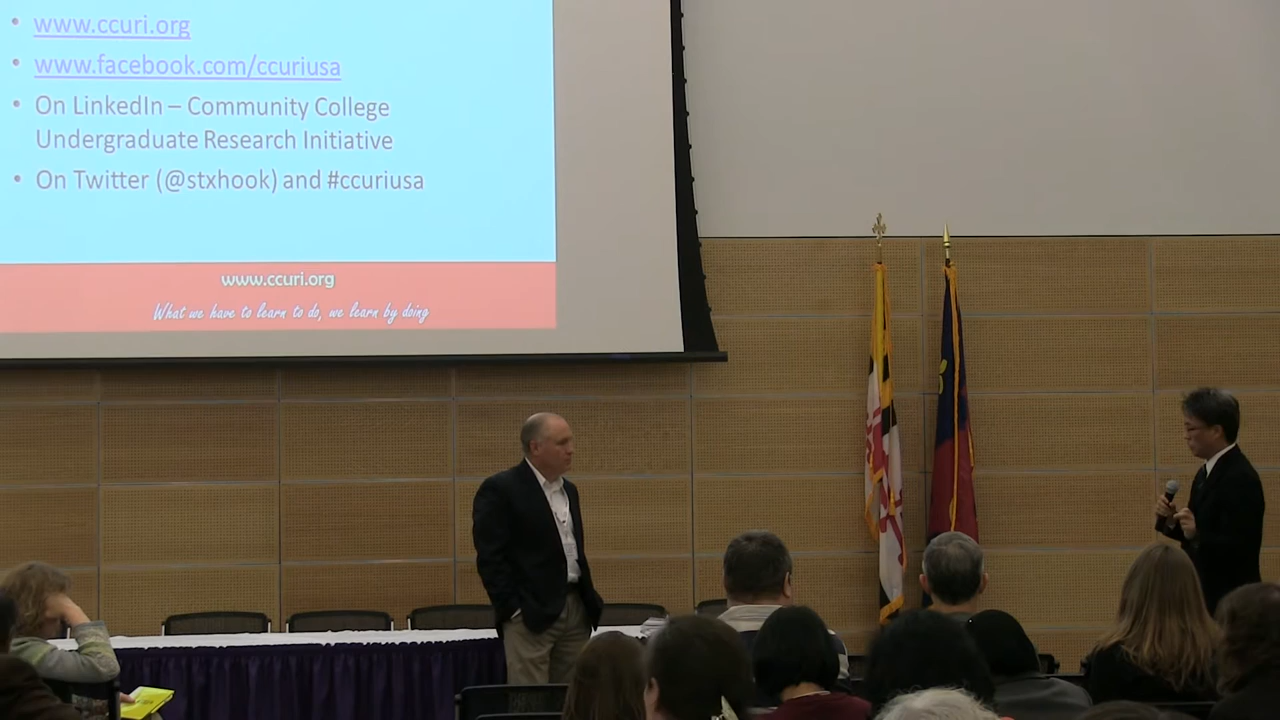 • www.ccuri.org
• www.facebook.com/ccuriusa
• On LinkedIn – Community College
Undergraduate Research Initiative
• On Twitter (@stxhook) and #ccuriusa
www.ccuri.org
What we have to learn to do, we learn by doing